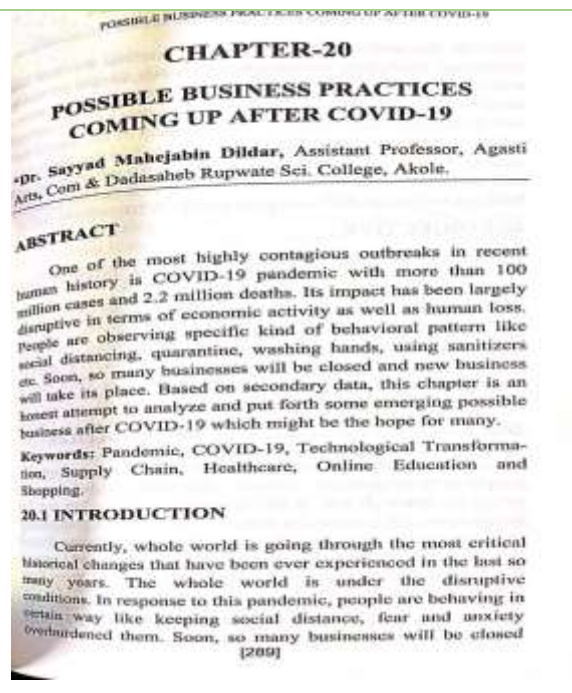 POSSIBLE BUSINESS PRACTICES COMING UP AFTER COVID-19
CHAPTER-20
POSSIBLE BUSINESS PRACTICES
COMING UP AFTER COVID-19
*Dr. Sayyad Mahejabin Dildar, Assistant Professor, Agasti
Arts, Com & Dadasaheb Rupwate Sci. College, Akole.
ABSTRACT
One of the most highly contagious outbreaks in recent
human history is COVID-19 pandemic with more than 100
million cases and 2.2 million deaths. Its impact has been largely
disruptive in terms of economic activity as well as human loss.
People are observing specific kind of behavioral pattern like
social distancing, quarantine, washing hands, using sanitizers
etc. Soon, so many businesses will be closed and new business
will take its place. Based on secondary data, this chapter is an
honest attempt to analyze and put forth some emerging possible
business after COVID-19 which might be the hope for many.
Keywords: Pandemic, COVID-19, Technological Transforma-
tion, Supply Chain, Healthcare, Online Education and
Shopping.
20.1 INTRODUCTION
Currently, whole world is going through the most critical
historical changes that have been ever experienced in the last so
many years. The whole world is under the disruptive
conditions. In response to this pandemic, people are behaving in
certain way like keeping social distance, fear and anxiety
overburdened them. Soon, so many businesses will be closed
[289]